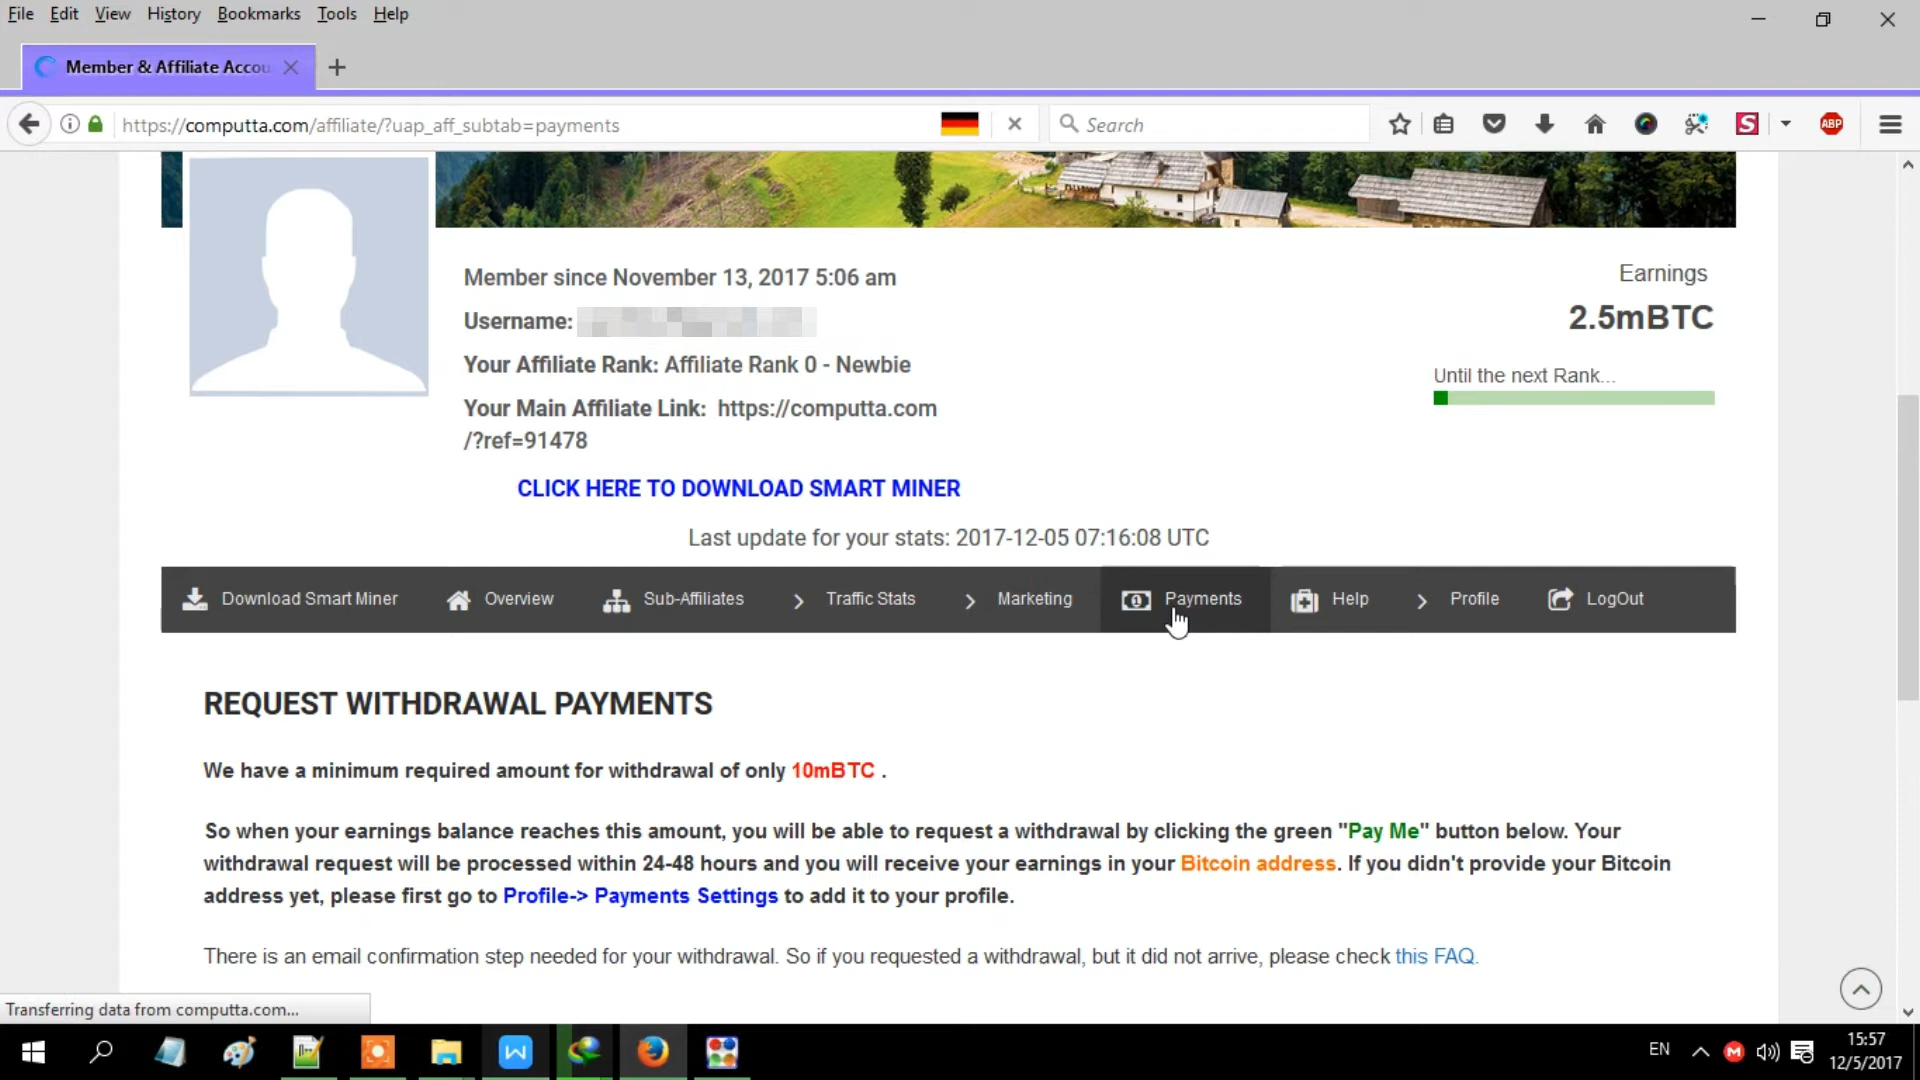 File Edit View History Bookmarks Tools Help
Member & Affiliate Accou
https://computta.com/affiliate/?uap_aff_subtab=payments
Search
ABP
Member since November 13, 2017 5:06 am
Earnings
Username:
2.5mBTC
Your Affiliate Rank: Affiliate Rank 0 - Newbie
Until the next Rank...
Your Main Affiliate Link: https://computta.com
/?ref=91478
CLICK HERE TO DOWNLOAD SMART MINER
Last update for your stats: 2017-12-05 07:16:08 UTC
Download Smart Miner Overview Sub-Affiliates Traffic Stats Marketing Payments Help Profile LogOut
REQUEST WITHDRAWAL PAYMENTS
We have a minimum required amount for withdrawal of only 10mBTC .
So when your earnings balance reaches this amount, you will be able to request a withdrawal by clicking the green "Pay Me" button below. Your
withdrawal request will be processed within 24-48 hours and you will receive your earnings in your Bitcoin address. If you didn't provide your Bitcoin
address yet, please first go to Profile-> Payments Settings to add it to your profile.
There is an email confirmation step needed for your withdrawal. So if you requested a withdrawal, but it did not arrive, please check this FAQ.
Transferring data from computta.com...
EN
15:57
12/5/2017